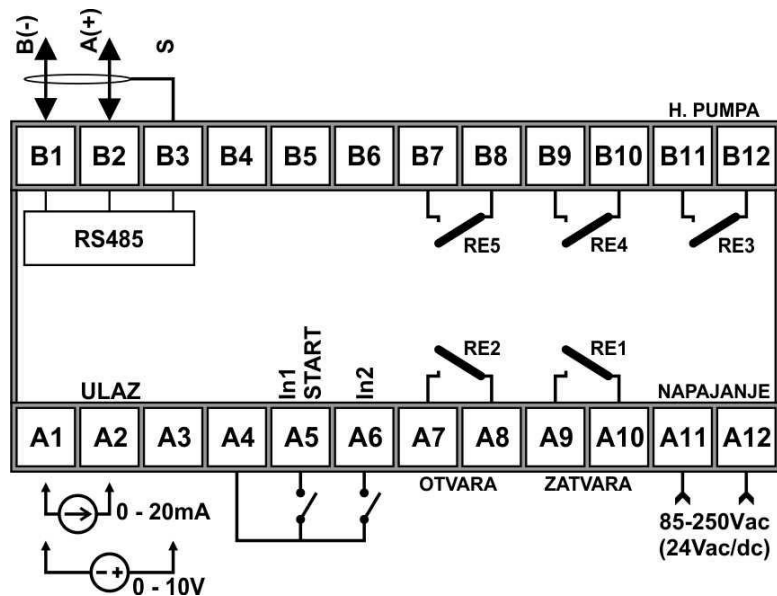 B(-) A(+) S
H. PUMPA
B1 B2 B3 B4 B5 B6 B7 B8 B9 B10 B11 B12
RS485
RE5 RE4 RE3
RE2 RE1
ULAZ
In1
START
In2
NAPAJANJE
A1 A2 A3 A4 A5 A6 A7 A8 A9 A10 A11 A12
OTVARA ZATVARA
0 - 20mA
85-250Vac
(24Vac/dc)
- +
0 - 10V